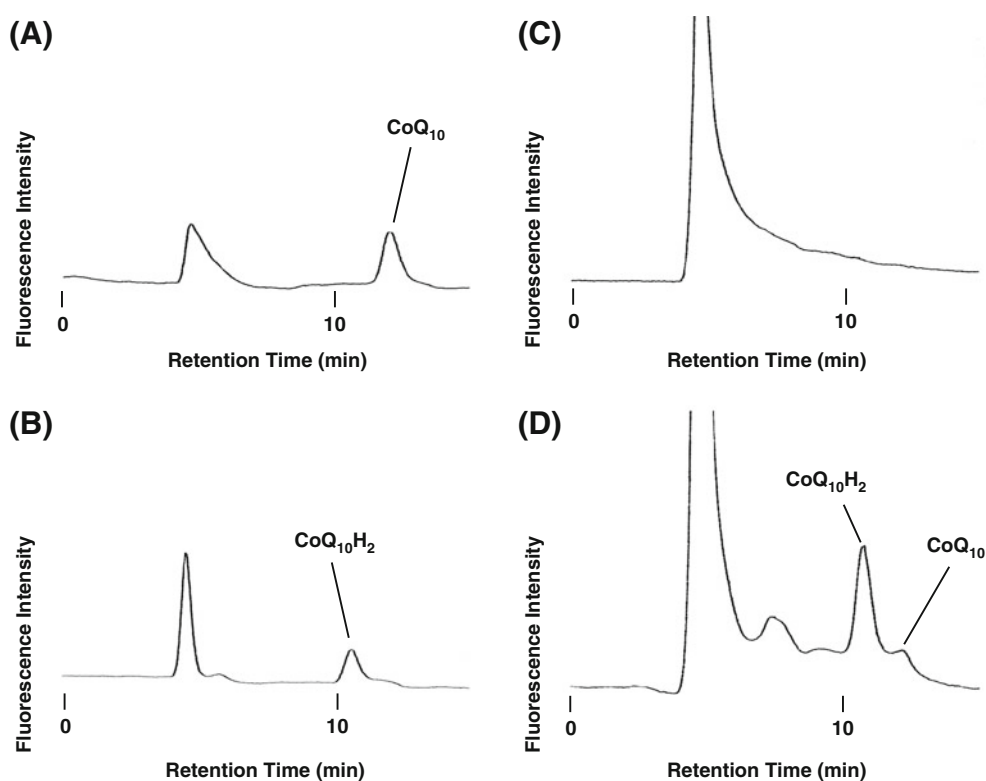 (A)
CoQ₁₀
Fluorescence Intensity
0
10
Retention Time (min)
(B)
CoQ₁₀H₂
Fluorescence Intensity
0
10
Retention Time (min)
(C)
Fluorescence Intensity
0
10
Retention Time (min)
(D)
CoQ₁₀H₂
CoQ₁₀
Fluorescence Intensity
0
10
Retention Time (min)